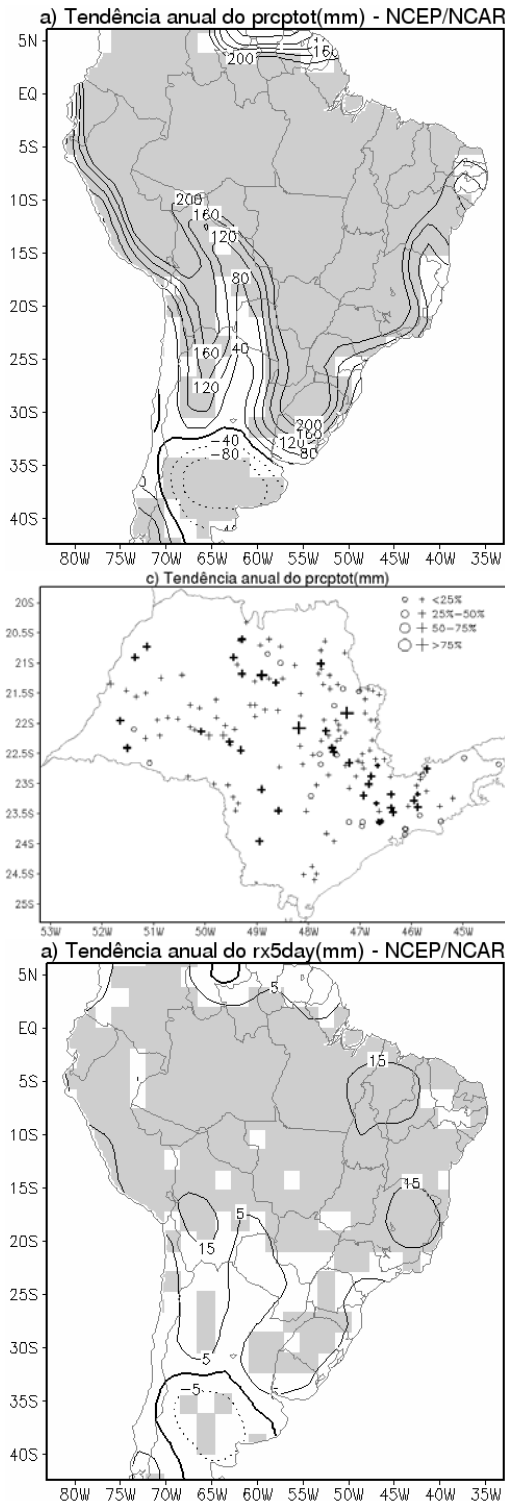 a) Tendência anual do prcptot(mm) - NCEP/NCAR
5N
EQ
5S
10S
15S
20S
25S
30S
35S
40S
200
160
200
160
120
80
40
160
120
200
160
120
80
-40
-80
80W 75W 70W 65W 60W 55W 50W 45W 40W 35W
c) Tendência anual do prcptot(mm)
<25%
25%-50%
50-75%
>75%
20S
20.5S
21S
21.5S
22S
22.5S
23S
23.5S
24S
24.5S
25S
53W 52W 51W 50W 49W 48W 47W 46W 45W
a) Tendência anual do rx5day(mm) - NCEP/NCAR
5N
EQ
5S
10S
15S
20S
25S
30S
35S
40S
5
15
15
5
15
5
-5
80W 75W 70W 65W 60W 55W 50W 45W 40W 35W